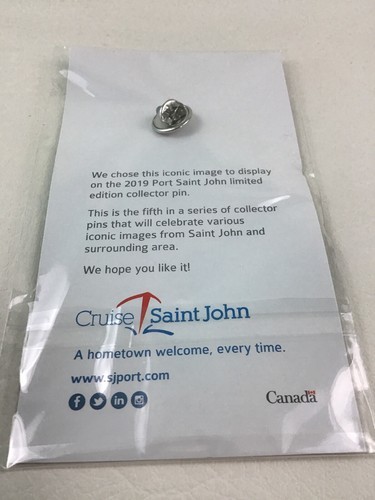 We chose this iconic image to display
on the 2019 Port Saint John limited
edition collector pin.
This is the fifth in a series of collector
pins that will celebrate various
iconic images from Saint John and
surrounding area.
We hope you like it!
Cruise Saint John
A hometown welcome, every time.
www.sjport.com
Canada